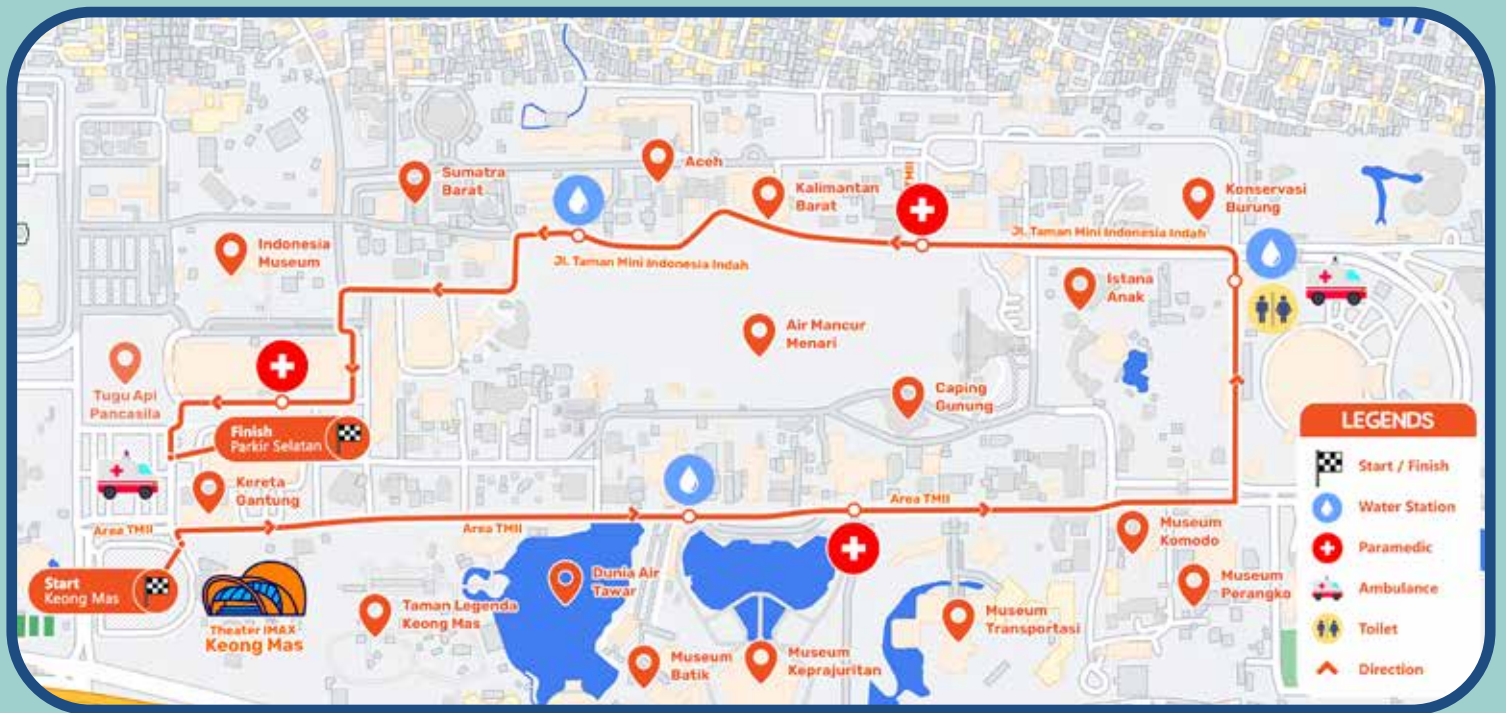 Aceh
Sumatra
Barat
Kalimantan
Barat
TMII
Konservasi
Burung
Jl. Taman Mini Indonesia Indah
Indonesia
Museum
Jl. Taman Mini Indonesia Indah
Istana
Anak
Air Mancur
Menari
Tugu Api
Pancasila
Caping
Gunung
Finish
Parkir Selatan
Kereta
Gantung
Area TMII
Area TMII
Area TMII
Start
Keong Mas
Theater IMAX
Keong Mas
Taman Legenda
Keong Mas
Dunia Air
Tawar
Museum
Batik
Museum
Keprajuritan
Museum
Transportasi
Museum
Komodo
Museum
Perangko
LEGENDS
Start / Finish
Water Station
Paramedic
Ambulance
Toilet
Direction